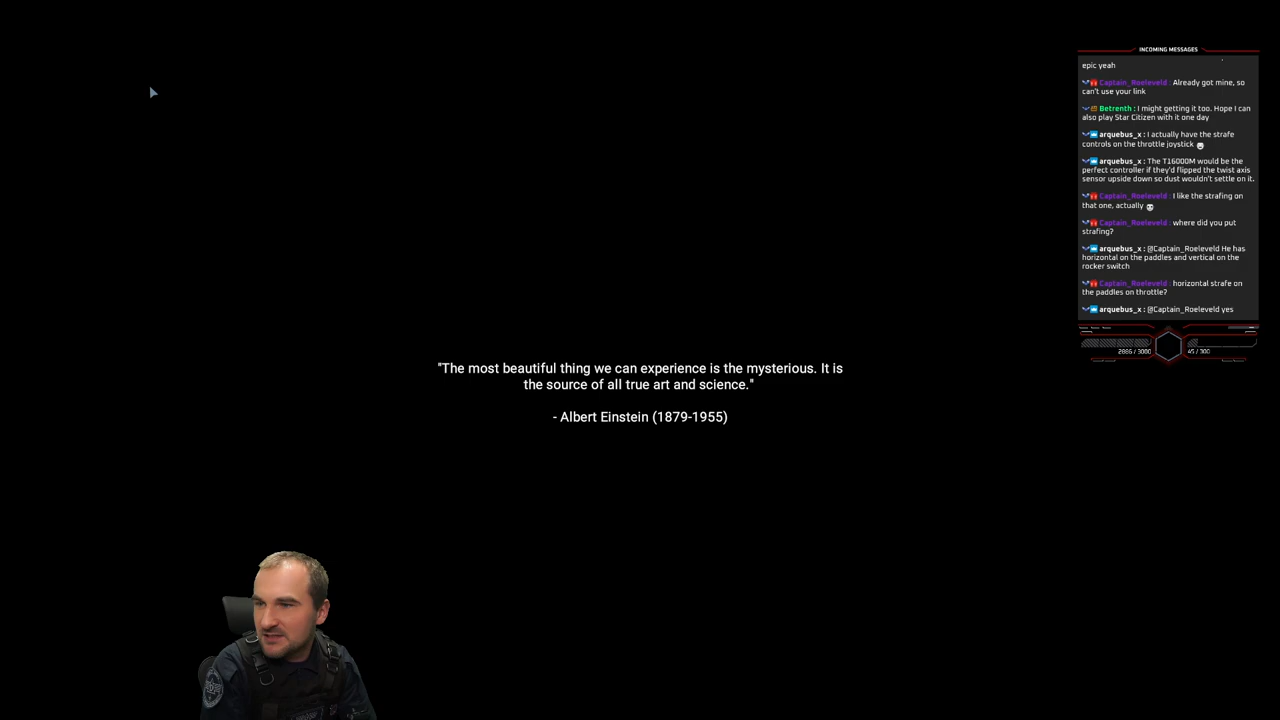 INCOMING MESSAGES
epic yeah
Captain_Roeleveld : Already got mine, so
can't use your link
Betrenth : I might getting it too. Hope I can
also play Star Citizen with it one day
arquebus_x : I actually have the strafe
controls on the throttle joystick
arquebus_x : The T16000M would be the
perfect controller if they'd flipped the twist axis
sensor upside down so dust wouldn't settle on it.
Captain_Roeleveld : I like the strafing on
that one, actually
Captain_Roeleveld : where did you put
strafing?
arquebus_x : @Captain_Roeleveld He has
horizontal on the paddles and vertical on the
rocker switch
Captain_Roeleveld : horizontal strafe on
the paddles on throttle?
arquebus_x : @Captain_Roeleveld yes
2886 / 3000
45 / 300
"The most beautiful thing we can experience is the mysterious. It is
the source of all true art and science."
- Albert Einstein (1879-1955)